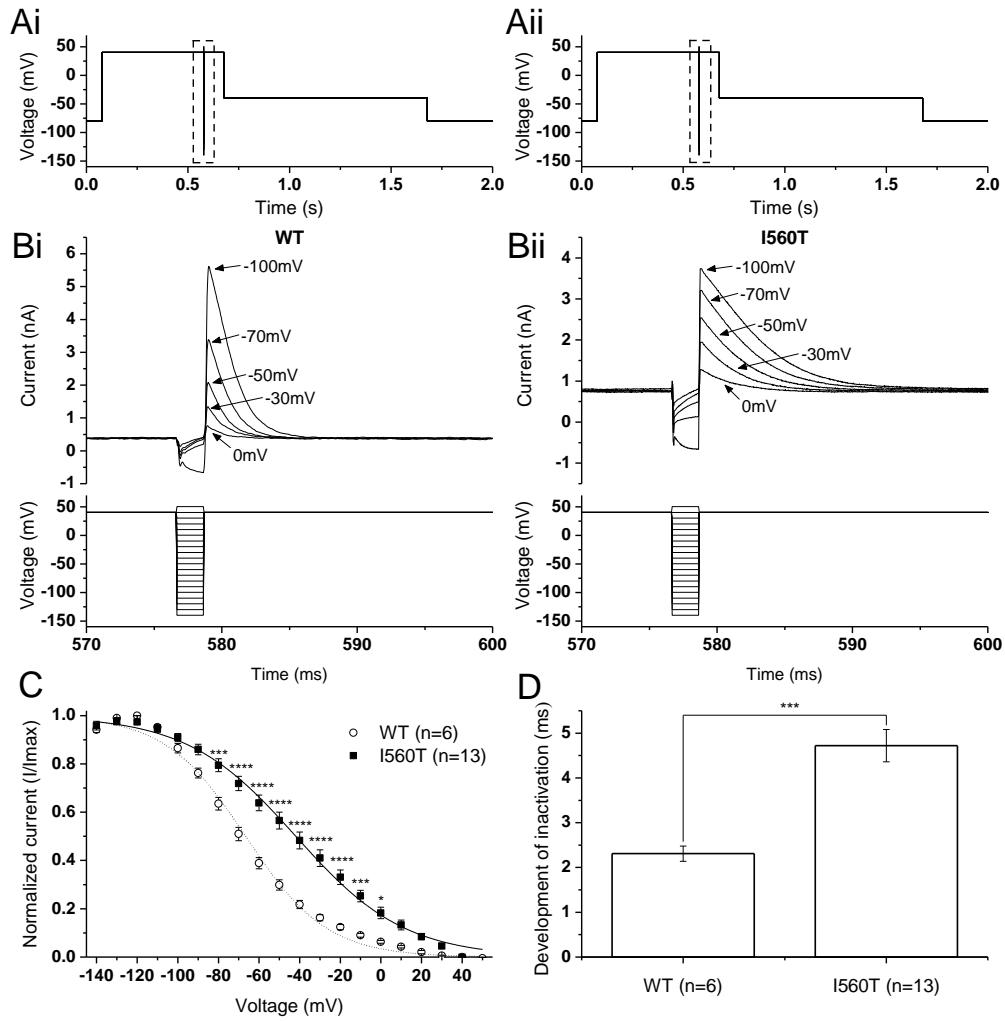 Ai
Voltage (mV)
50
0
-50
-100
-150
0.0
0.5
1.0
1.5
2.0
Time (s)
Aii
Voltage (mV)
50
0
-50
-100
-150
0.0
0.5
1.0
1.5
2.0
Time (s)
Bi
WT
Current (nA)
6
5
4
3
2
1
0
-1
-100mV
-70mV
-50mV
-30mV
0mV
Voltage (mV)
50
0
-50
-100
-150
570
580
590
600
Time (ms)
Bii
I560T
Current (nA)
4
3
2
1
0
-1
-100mV
-70mV
-50mV
-30mV
0mV
Voltage (mV)
50
0
-50
-100
-150
570
580
590
600
Time (ms)
C
Normalized current (I/Imax)
1.0
0.8
0.6
0.4
0.2
0.0
WT (n=6)
I560T (n=13)
***
****
****
****
****
****
****
***
*
-140
-120
-100
-80
-60
-40
-20
0
20
40
Voltage (mV)
D
Development of inactivation (ms)
5
4
3
2
1
0
***
WT (n=6)
I560T (n=13)